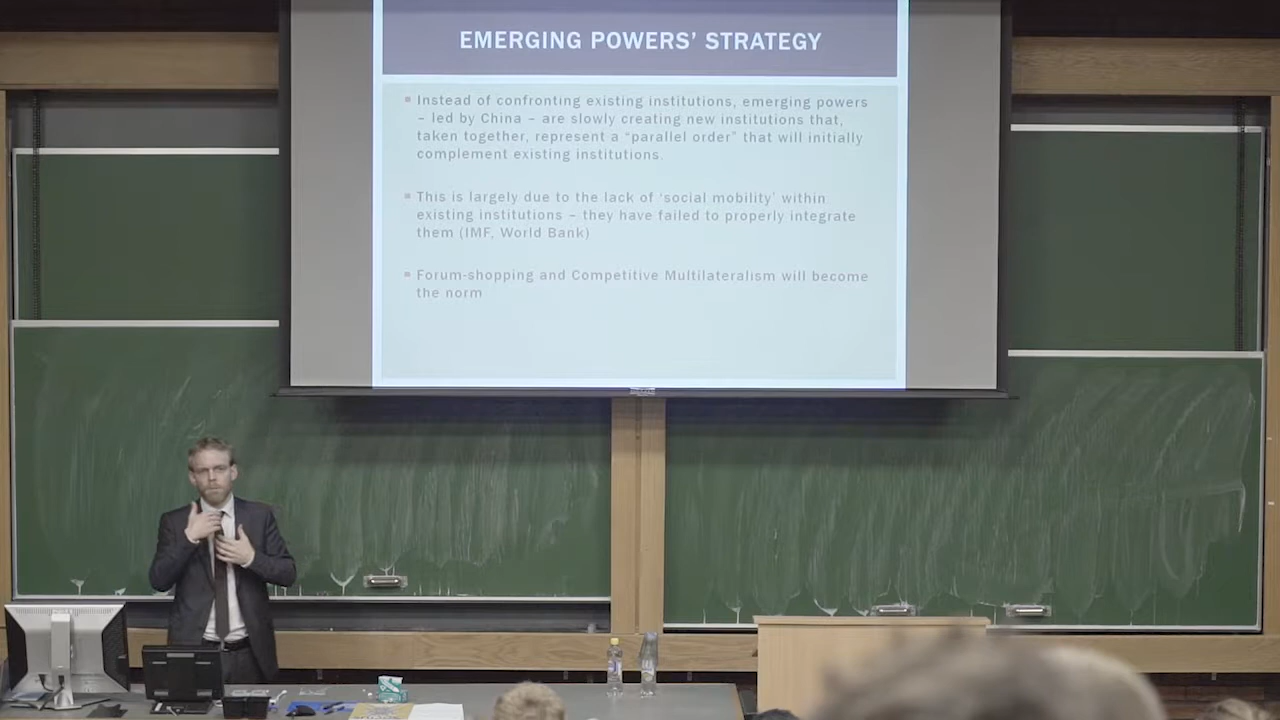 EMERGING POWERS’ STRATEGY
Instead of confronting existing institutions, emerging powers
– led by China – are slowly creating new institutions that,
taken together, represent a “parallel order” that will initially
complement existing institutions.
This is largely due to the lack of ‘social mobility’ within
existing institutions – they have failed to properly integrate
them (IMF, World Bank)
Forum-shopping and Competitive Multilateralism will become
the norm